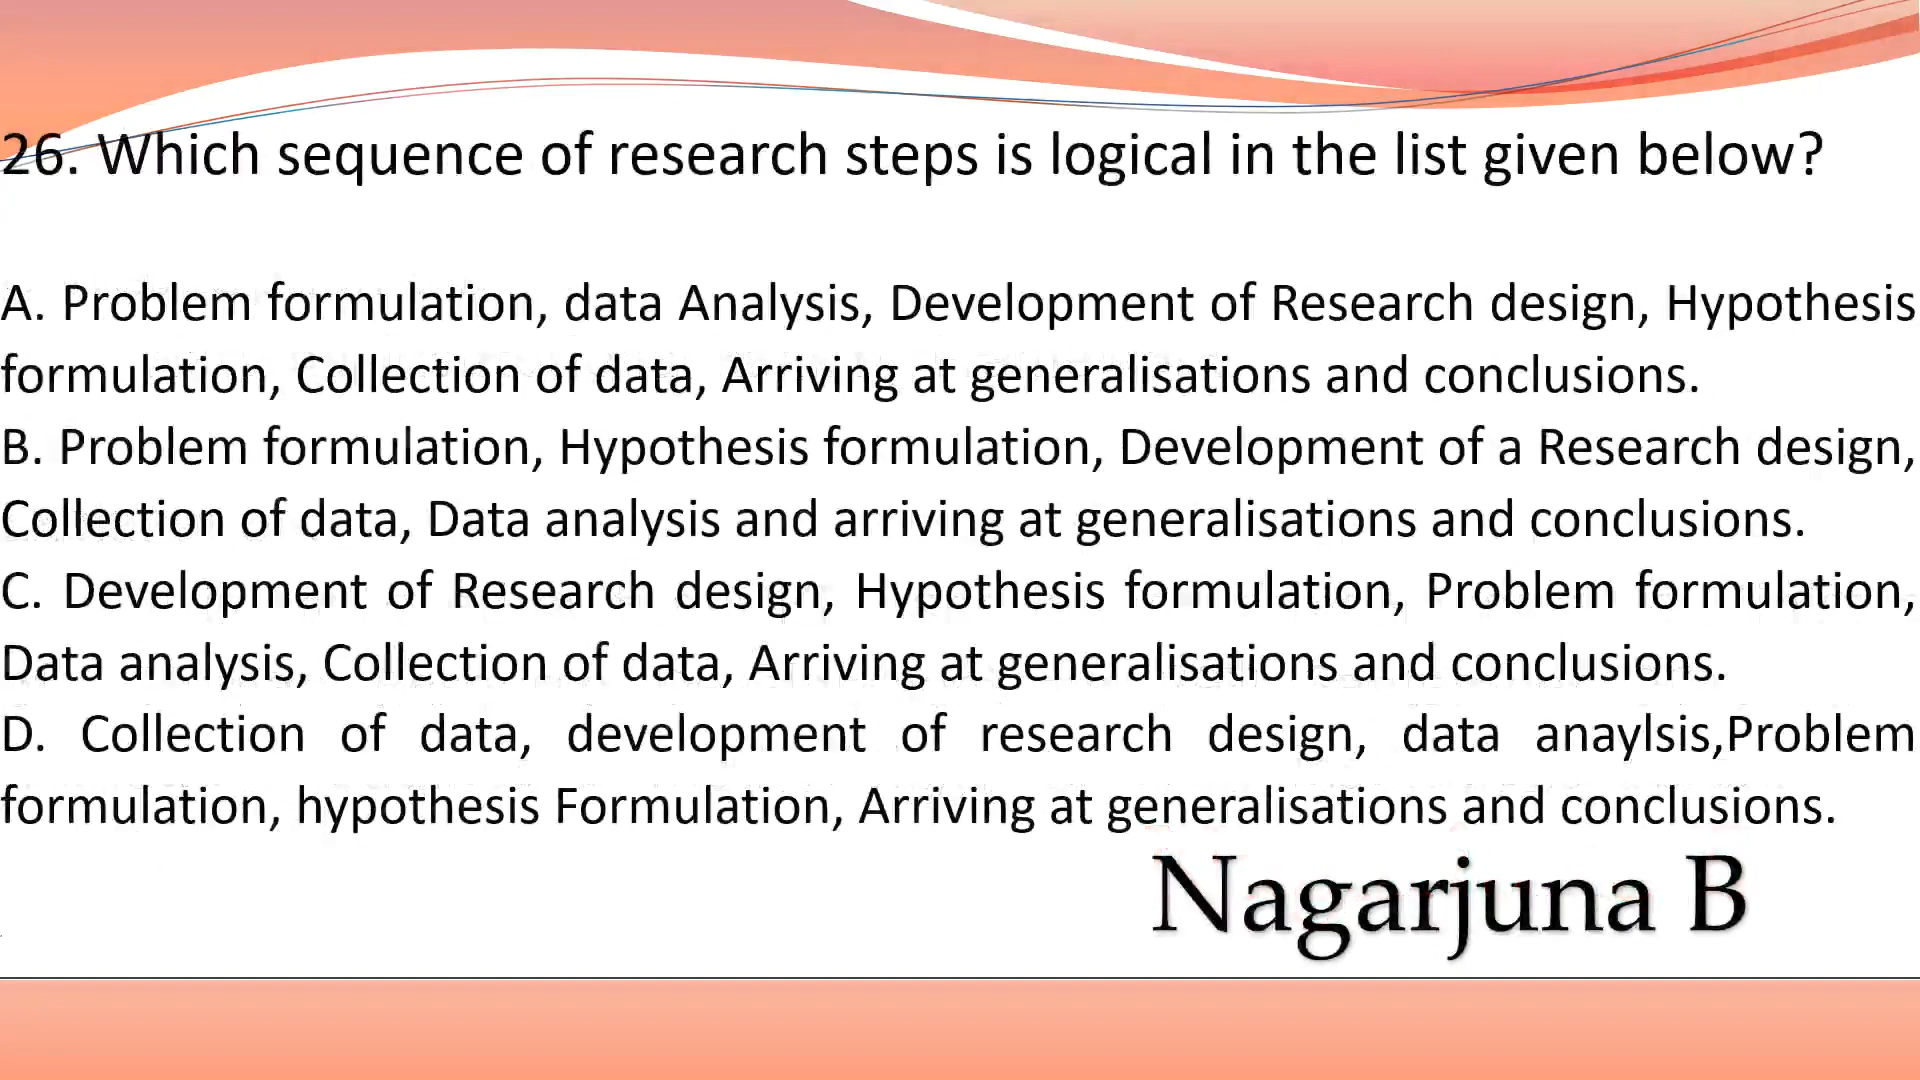 26. Which sequence of research steps is logical in the list given below?
A. Problem formulation, data Analysis, Development of Research design, Hypothesis
formulation, Collection of data, Arriving at generalisations and conclusions.
B. Problem formulation, Hypothesis formulation, Development of a Research design,
Collection of data, Data analysis and arriving at generalisations and conclusions.
C. Development of Research design, Hypothesis formulation, Problem formulation,
Data analysis, Collection of data, Arriving at generalisations and conclusions.
D. Collection of data, development of research design, data anaylsis,Problem
formulation, hypothesis Formulation, Arriving at generalisations and conclusions.
Nagarjuna B